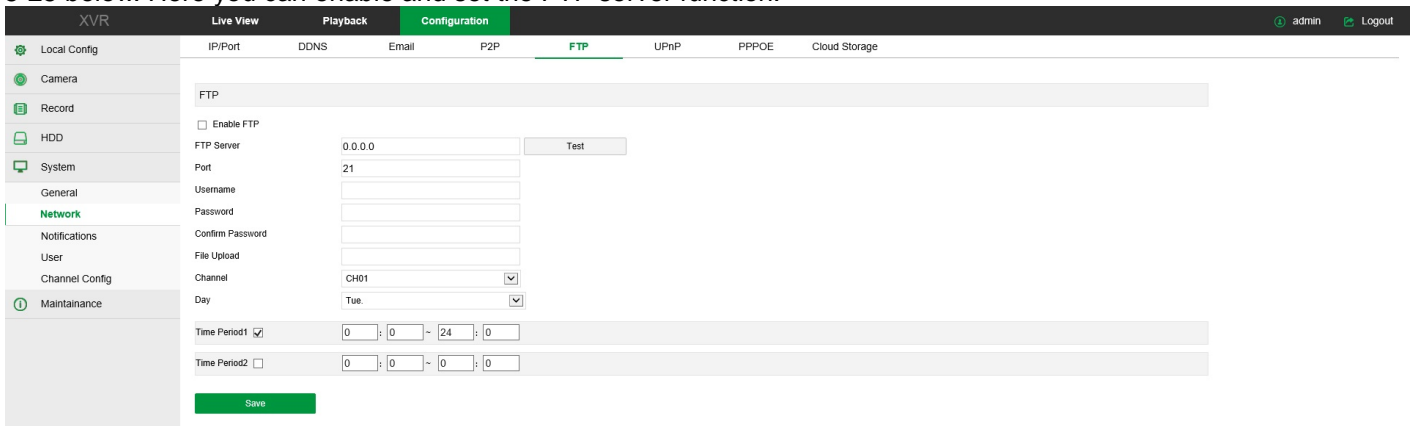 XVR Live View Playback Configuration admin Logout
Local Config IP/Port DDNS Email P2P FTP UPnP PPPOE Cloud Storage
Camera
FTP
Record
Enable FTP
HDD
FTP Server 0.0.0.0 Test
System Port 21
General Username
Network Password
Notifications Confirm Password
User File Upload
Channel Config Channel CH01
Maintainance Day Tue.
Time Period1 0 : 0 ~ 24 : 0
Time Period2 0 : 0 ~ 0 : 0
Save